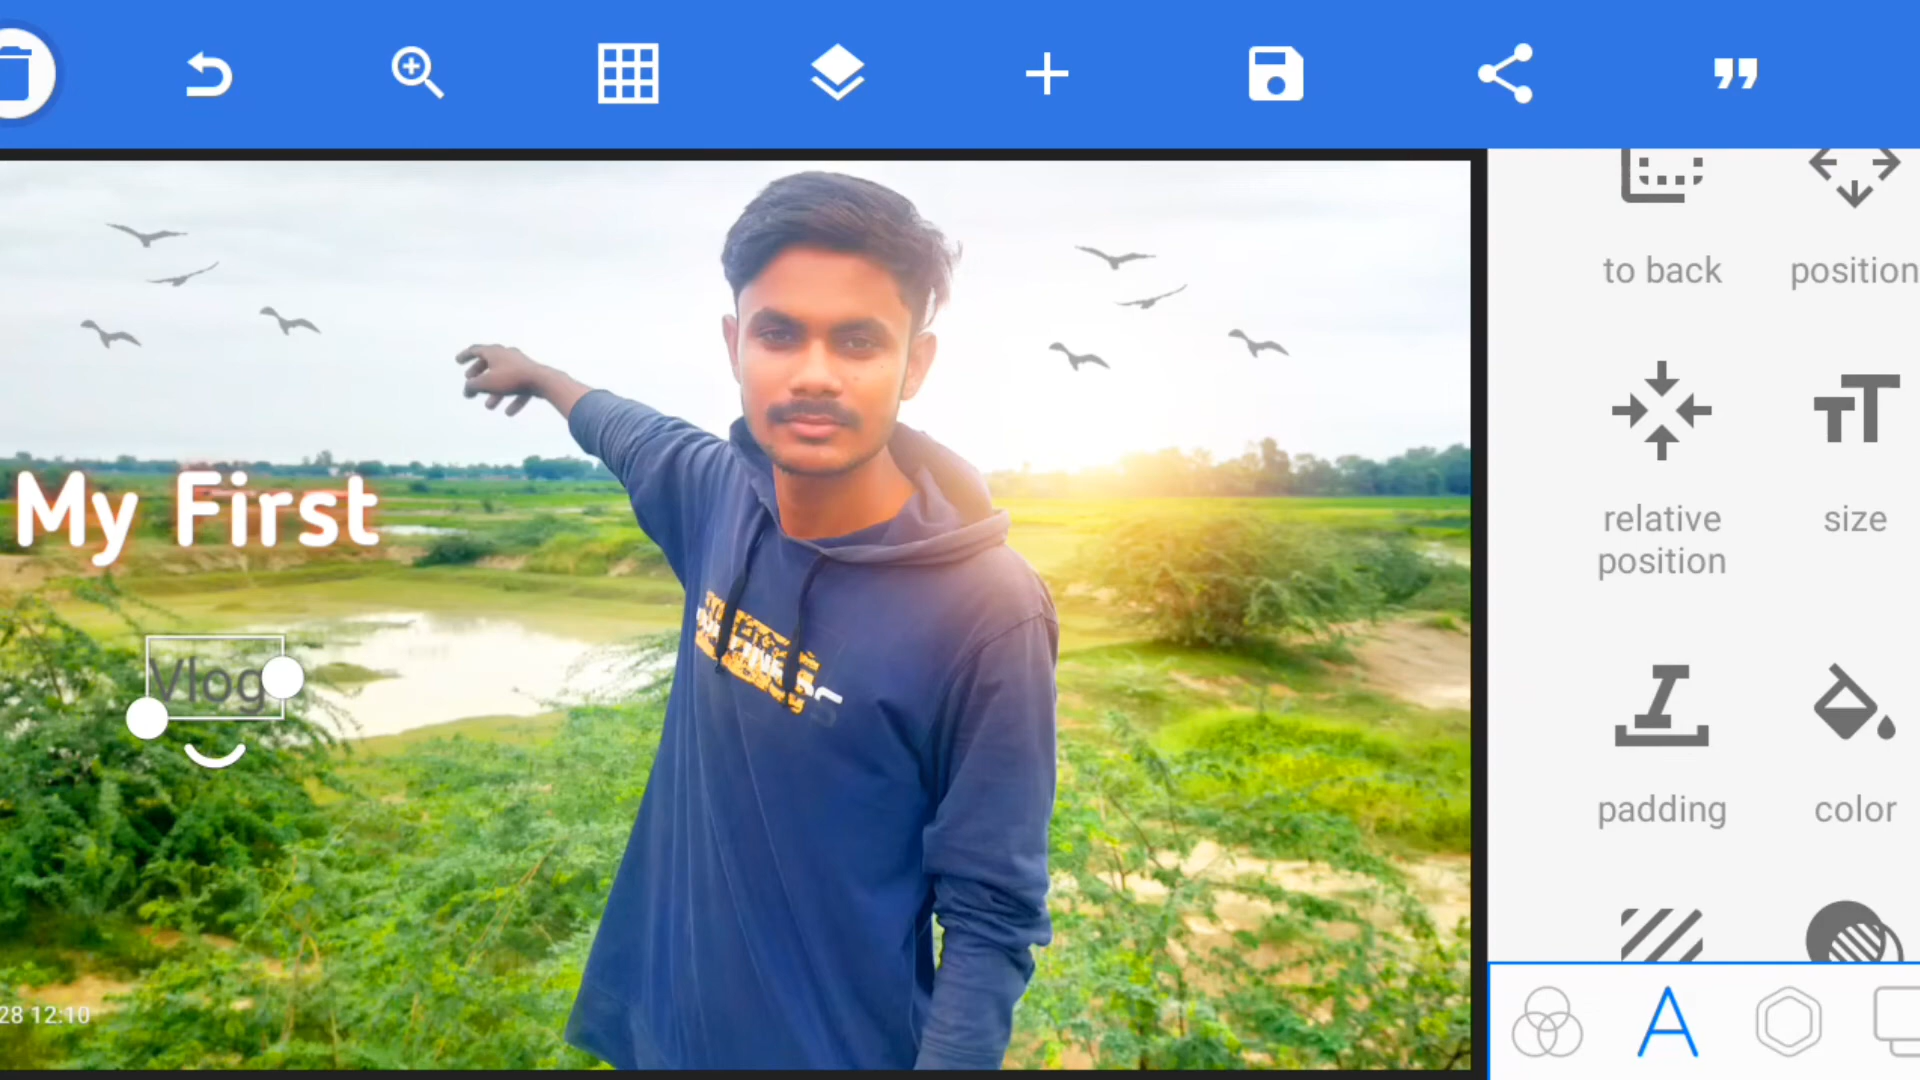 to back
position
My First
relative
position
size
Vlog
padding
color
28 12:10